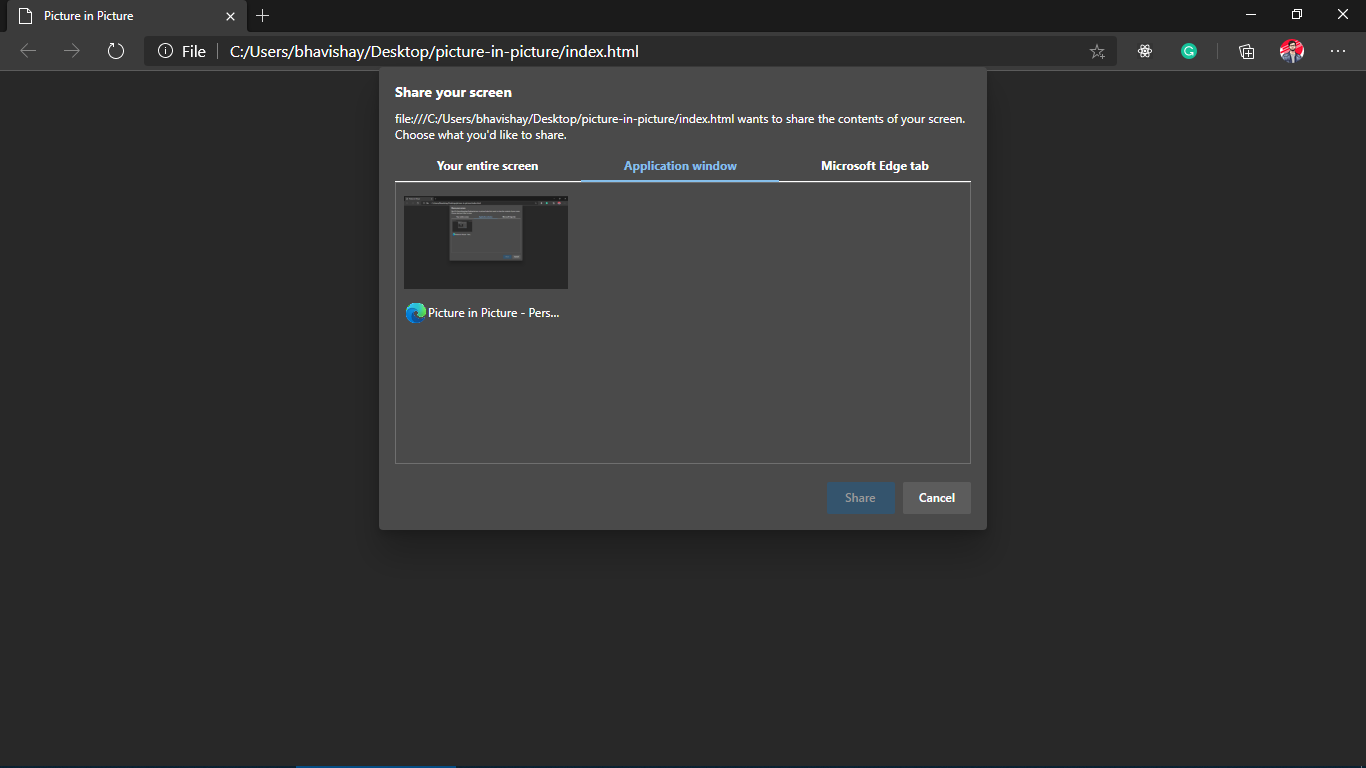 Picture in Picture
File C:/Users/bhavishay/Desktop/picture-in-picture/index.html
Share your screen
file:///C:/Users/bhavishay/Desktop/picture-in-picture/index.html wants to share the contents of your screen.
Choose what you'd like to share.
Your entire screen Application window Microsoft Edge tab
Picture in Picture - Pers...
Share Cancel